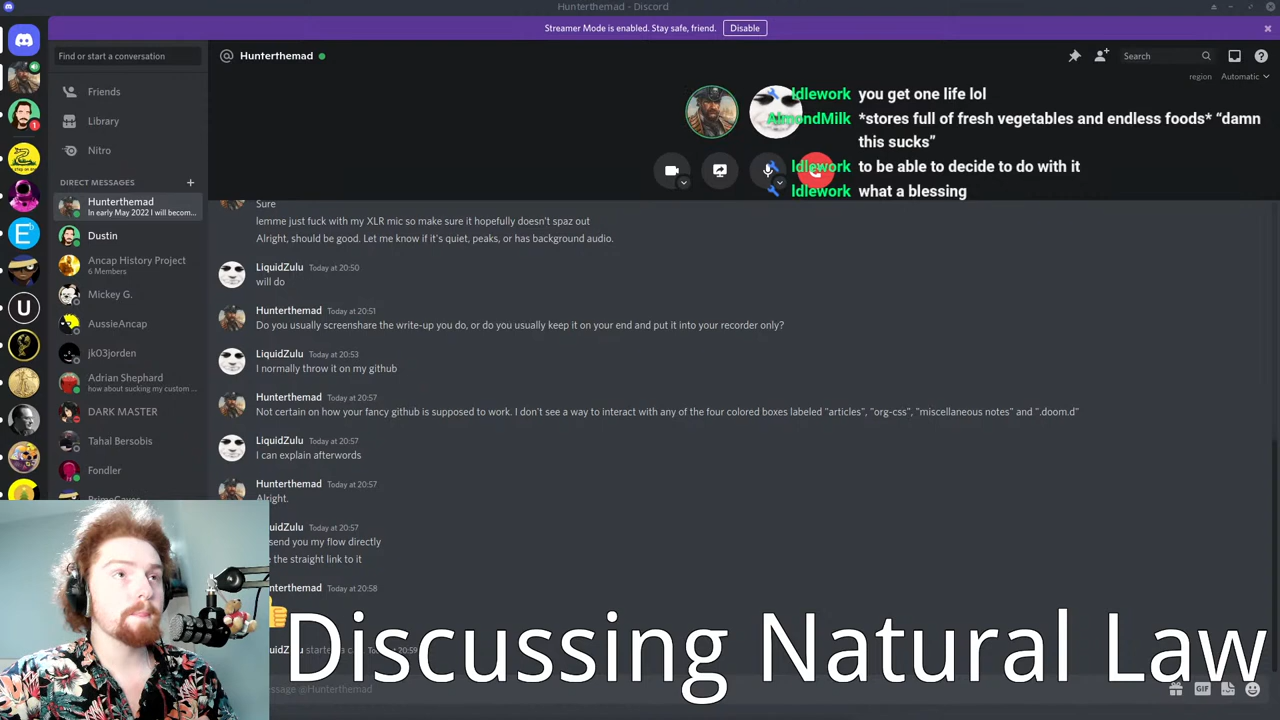 Hunterthemad - Discord
Streamer Mode is enabled. Stay safe, friend.
Disable
Find or start a conversation
Hunterthemad
Search
region
Automatic
Friends
Library
Nitro
DIRECT MESSAGES
Hunterthemad
In early May 2022 I will becom...
Dustin
Ancap History Project
6 Members
Mickey G.
AussieAncap
jk03jorden
Adrian Shephard
how about sucking my custom ...
DARK MASTER
Tahal Bersobis
Fondler
1
Idlework you get one life lol
AlmondMilk *stores full of fresh vegetables and endless foods* “damn
this sucks”
Idlework to be able to decide to do with it
Idlework what a blessing
Sure
lemme just fuck with my XLR mic so make sure it hopefully doesn't spaz out
Alright, should be good. Let me know if it's quiet, peaks, or has background audio.
LiquidZulu Today at 20:50
will do
Hunterthemad Today at 20:51
Do you usually screenshare the write-up you do, or do you usually keep it on your end and put it into your recorder only?
LiquidZulu Today at 20:53
I normally throw it on my github
Hunterthemad Today at 20:57
Not certain on how your fancy github is supposed to work. I don't see a way to interact with any of the four colored boxes labeled "articles", "org-css", "miscellaneous notes" and ".doom.d"
LiquidZulu Today at 20:57
I can explain afterwords
Hunterthemad Today at 20:57
Alright.
Today at 20:57
send you my flow directly
the straight link to it
Today at 20:58
Today at 20:59
@Hunterthemad
GIF
Discussing Natural Law